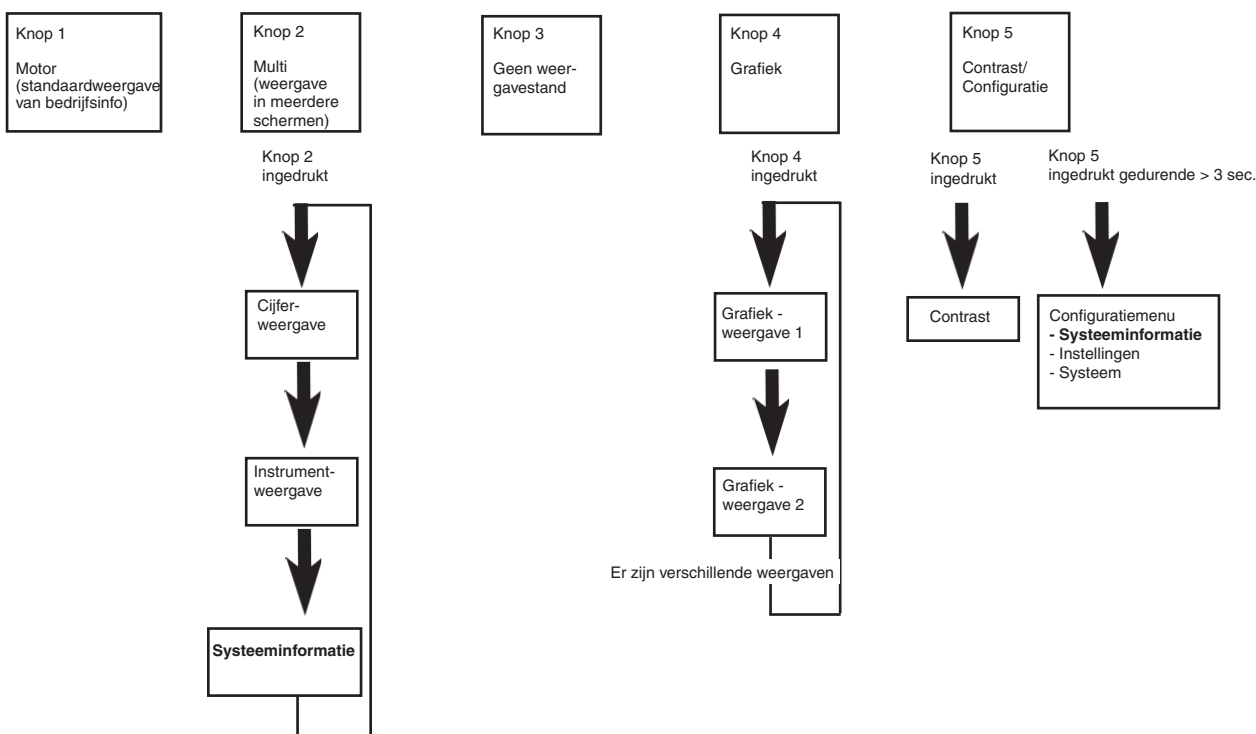 Knop 1
Motor
(standaardweergave
van bedrijfsinfo)
Knop 2
Multi
(weergave
in meerdere
schermen)
Knop 3
Geen weer-
gavestand
Knop 4
Grafiek
Knop 5
Contrast/
Configuratie
Knop 2
ingedrukt
Cijfer-
weergave
Instrument-
weergave
Systeeminformatie
Knop 4
ingedrukt
Grafiek -
weergave 1
Grafiek -
weergave 2
Er zijn verschillende weergaven
Knop 5
ingedrukt
Contrast
Knop 5
ingedrukt gedurende > 3 sec.
Configuratiemenu
- Systeeminformatie
- Instellingen
- Systeem